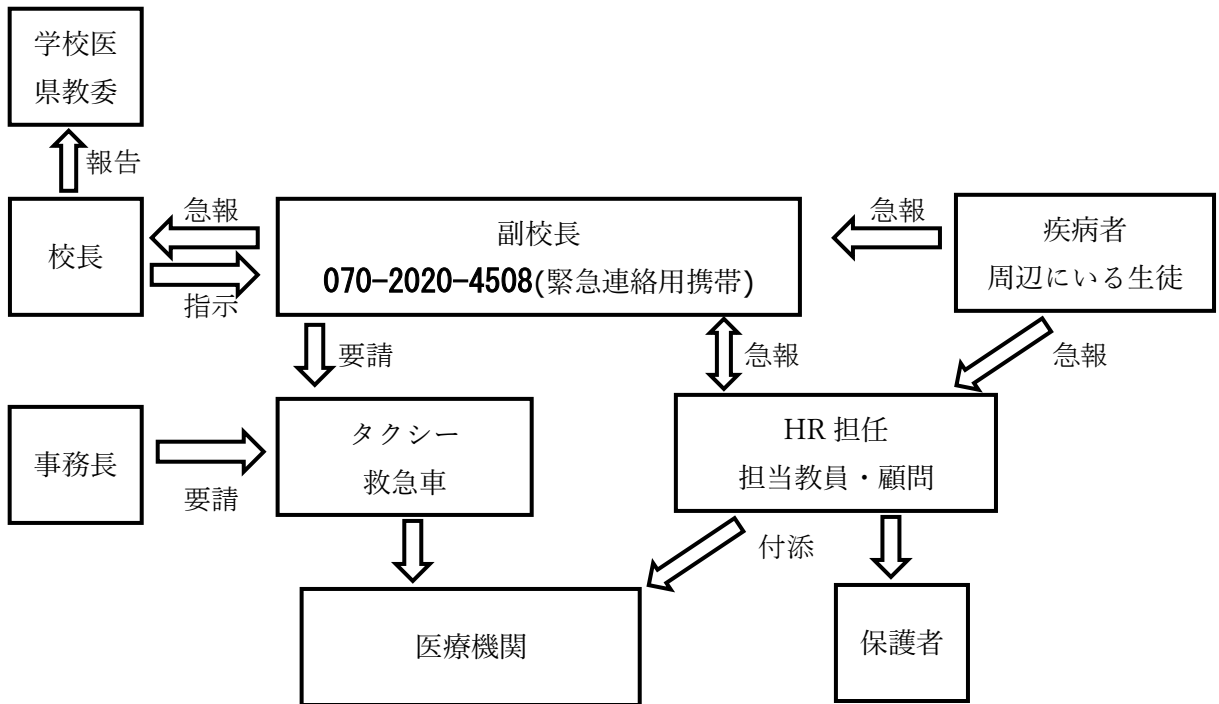 学校医
県教委
報告
校長
急報
指示
副校長
070-2020-4508(緊急連絡用携帯)
急報
疾病者
周辺にいる生徒
要請
急報
急報
事務長
要請
タクシー
救急車
HR 担任
担当教員・顧問
付添
医療機関
保護者